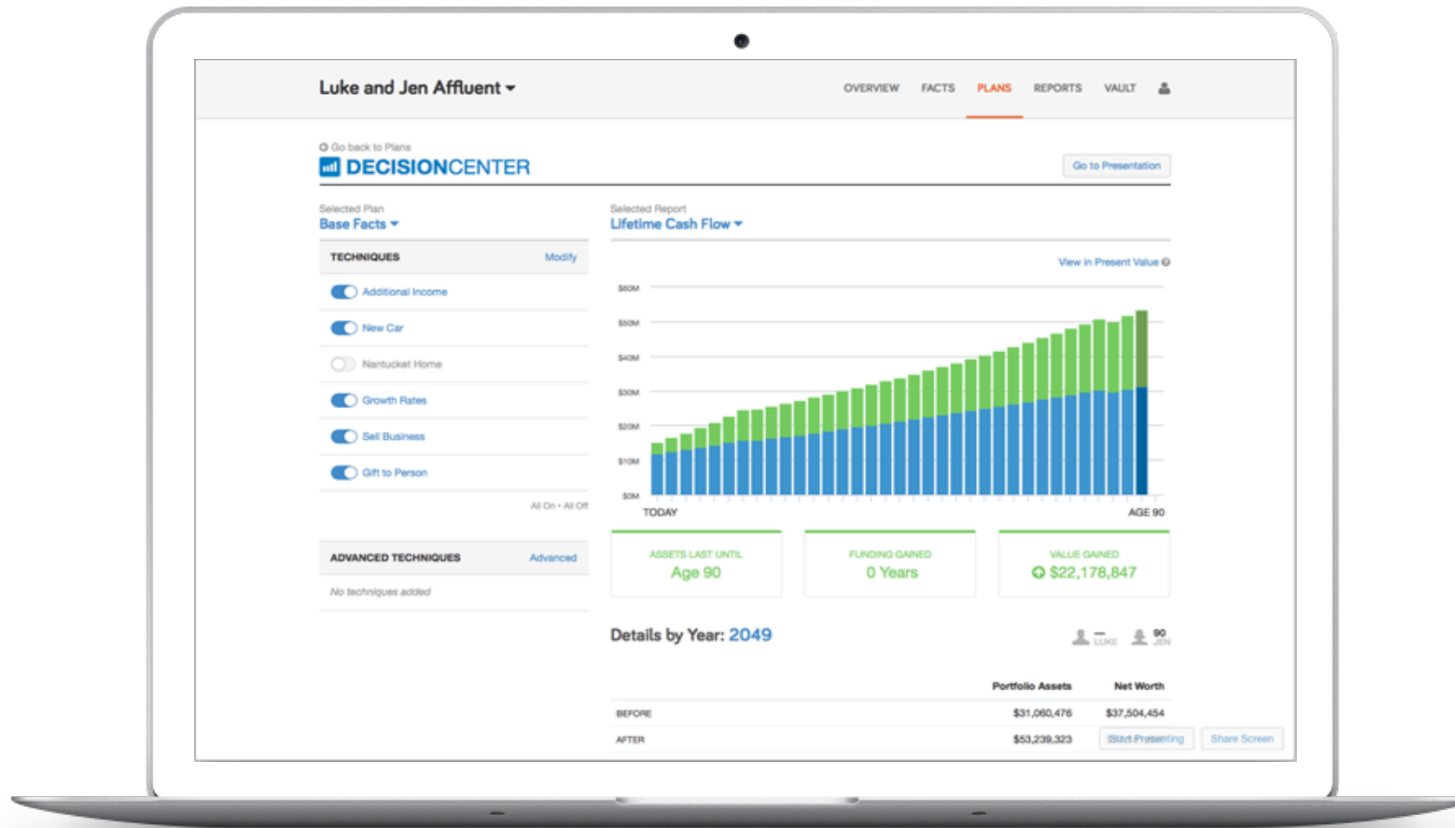 Luke and Jen Affluent
OVERVIEW FACTS PLANS REPORTS VAULT
Go back to Plans
DECISIONCENTER
Go to Presentation
Selected Plan
Base Facts
Selected Report
Lifetime Cash Flow
TECHNIQUES Modify
Additional Income
New Car
Nantucket Home
Growth Rates
Sell Business
Gift to Person
All On • All Off
ADVANCED TECHNIQUES Advanced
No techniques added
View in Present Value
$60M
$50M
$40M
$30M
$20M
$10M
$0M
TODAY AGE 90
ASSETS LAST UNTIL
Age 90
FUNDING GAINED
0 Years
VALUE GAINED
$22,178,847
Details by Year: 2049
—
LUKE
90
JEN
Portfolio Assets Net Worth
BEFORE $31,060,476 $37,504,454
AFTER $53,239,323
Start Presenting Share Screen